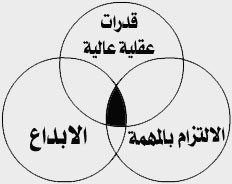 قدرات
عقلية عالية
الالتزام بالمهمة
الابداع